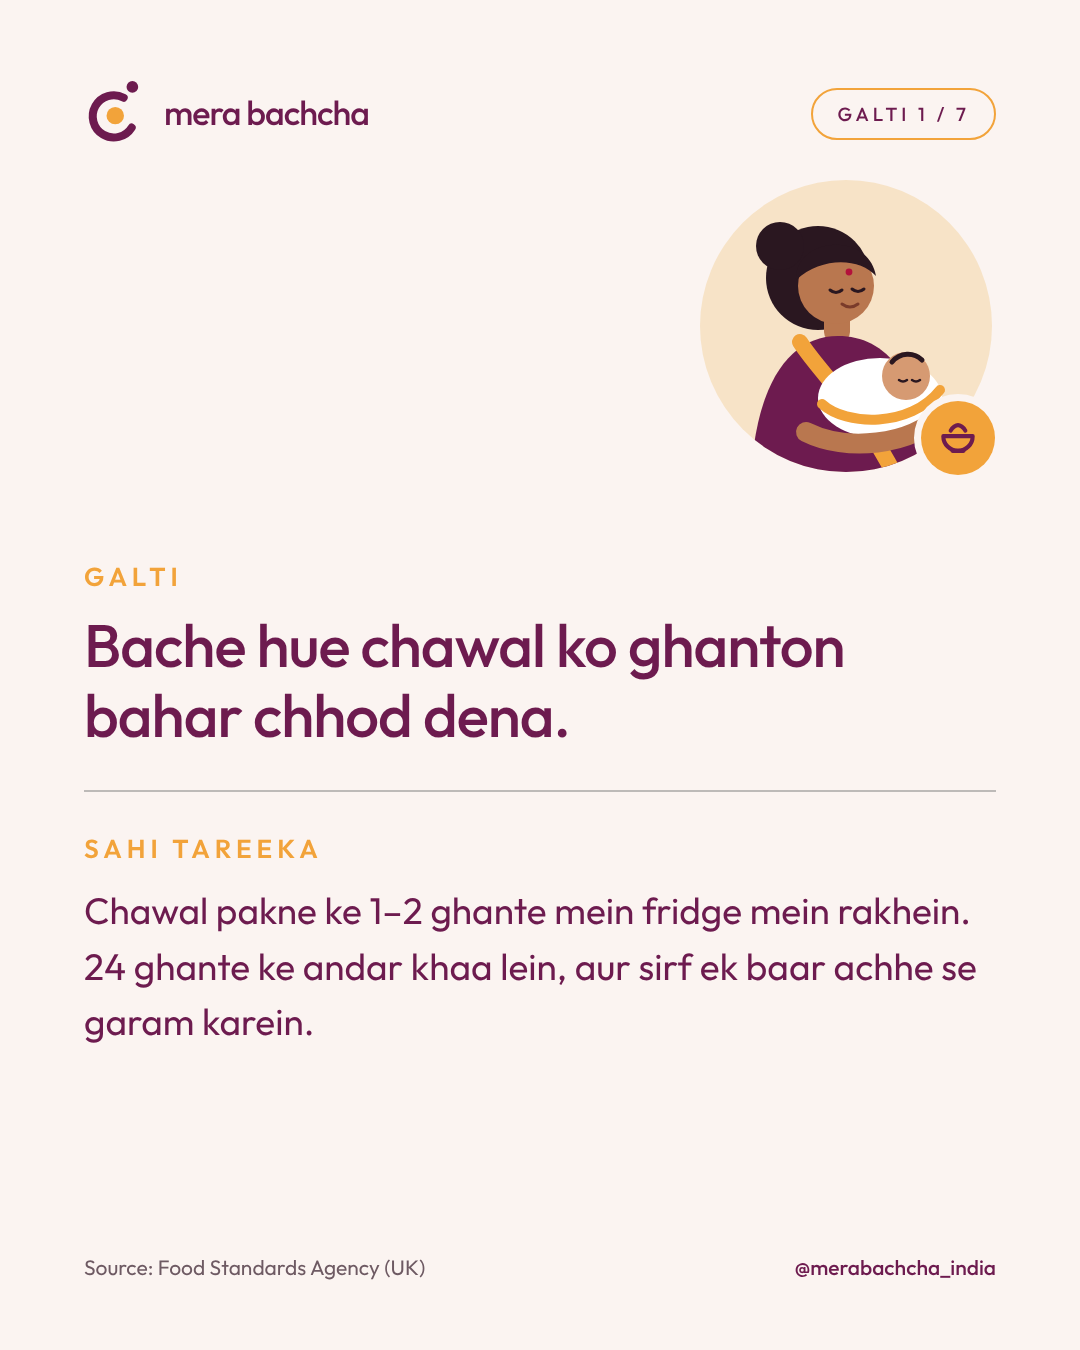 mera bachcha
GALTI 1 / 7
GALTI
Bache hue chawal ko ghanton
bahar chhod dena.
SAHI TAREEKA
Chawal pakne ke 1–2 ghante mein fridge mein rakhein.
24 ghante ke andar khaa lein, aur sirf ek baar achhe se
garam karein.
Source: Food Standards Agency (UK)
@merabachcha_india